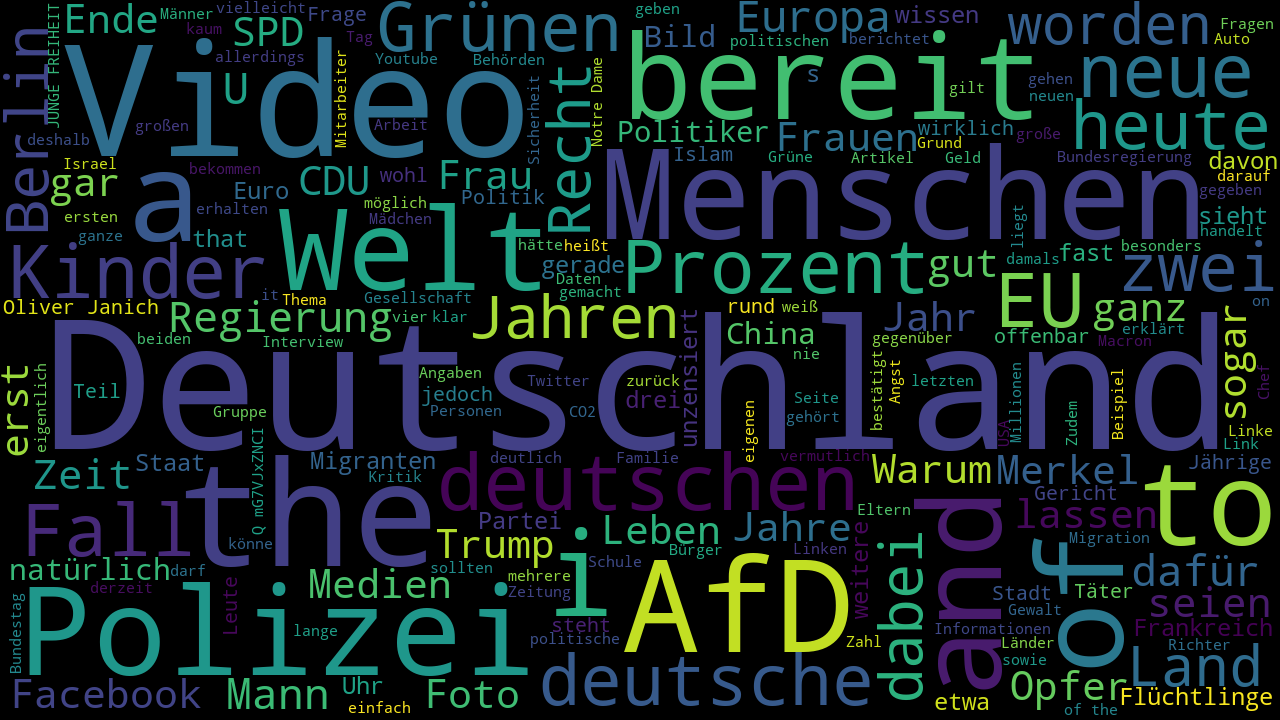 Ende
Männer
vielleicht
kaum
Tag
Frage
SPD
allerdings
Grünen
Youtube
Behörden
geben
Bild
politischen
Europa
berichtet
wissen
worden
Fragen
Auto
JUNGE FREIHEIT
Berlin
Video
U
Mitarbeiter
Arbeit
Sicherheit
Recht
Notre Dame
bereit
s
gilt
gehen
neuen
neue
heute
deshalb
großen
Politiker
Frauen
wirklich
Grund
große
Israel
gar
bekommen
a
Euro
CDU
wohl
Frau
Politik
Islam
Grüne
Artikel
Geld
Bundesregierung
davon
darauf
gegeben
Menschen
ersten
ganze
erhalten
that
möglich
Mädchen
Welt
hätte
heißt
gerade
Daten
gemacht
Prozent
gut
liegt
damals
fast
besonders
sieht
handelt
zwei
Kinder
Oliver Janich
it
Thema
Gesellschaft
Regierung
vier
klar
Jahren
rund
weiß
China
nie
Jahr
gegenüber
EU
offenbar
ganz
erklärt
Macron
on
beiden
Interview
unzensiert
sogar
Chef
erst
eigentlich
Teil
Deutschland
Gruppe
Angaben
jedoch
Personen
Twitter
CO2
zurück
drei
eigenen
Seite
gehört
bestätigt
Angst
letzten
USA
Millionen
Zudem
Beispiel
Linke
Link
Zeit
Staat
Q mG7VJxZNCI
Migranten
Kritik
deutlich
Familie
vermutlich
deutschen
Warum
Merkel
Jährige
Gericht
Fall
the
könne
Partei
Trump
sollten
i
Leben
Bürger
Jahre
Linken
weitere
Eltern
and
lassen
Migration
to
of
natürlich
darf
derzeit
Medien
mehrere
Zeitung
Schule
AfD
dabei
Stadt
Gewalt
Täter
dafür
seien
Bundestag
Polizei
Leute
lange
steht
politische
Zahl
Informationen
Länder
sowie
Frankreich
Richter
Land
Facebook
Mann
Uhr
einfach
Foto
deutsche
etwa
Opfer
of the
Flüchtlinge